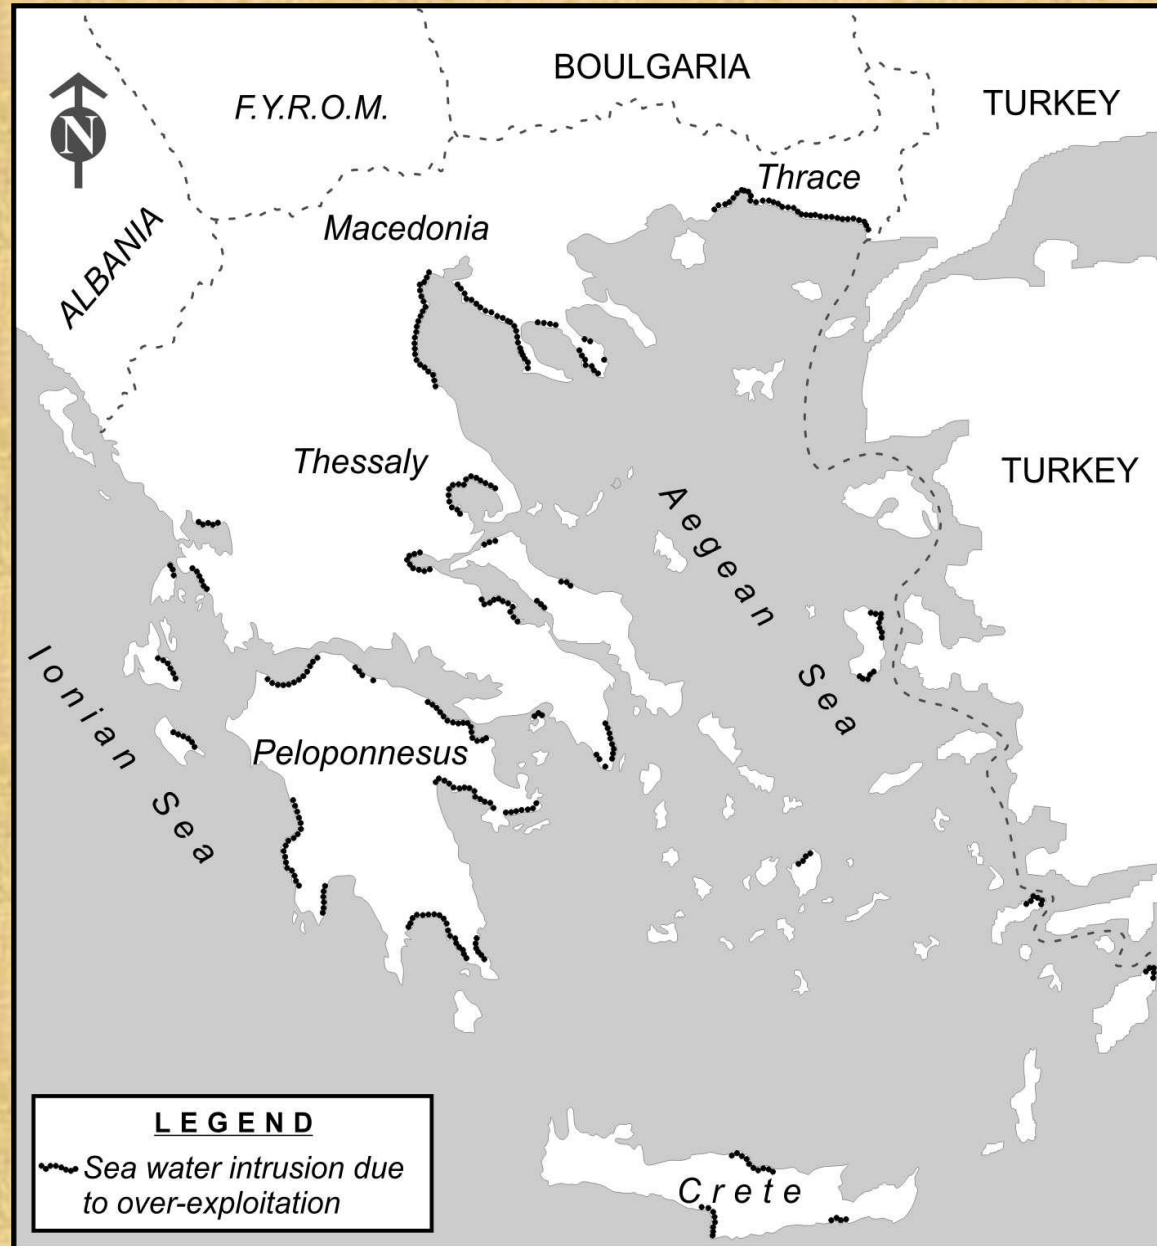 BOULGARIA
F.Y.R.O.M.
TURKEY
N
Thrace
Macedonia
ALBANIA
Thessaly
TURKEY
Aegean Sea
Ionian Sea
Peloponnesus
LEGEND
Sea water intrusion due
to over-exploitation
Crete